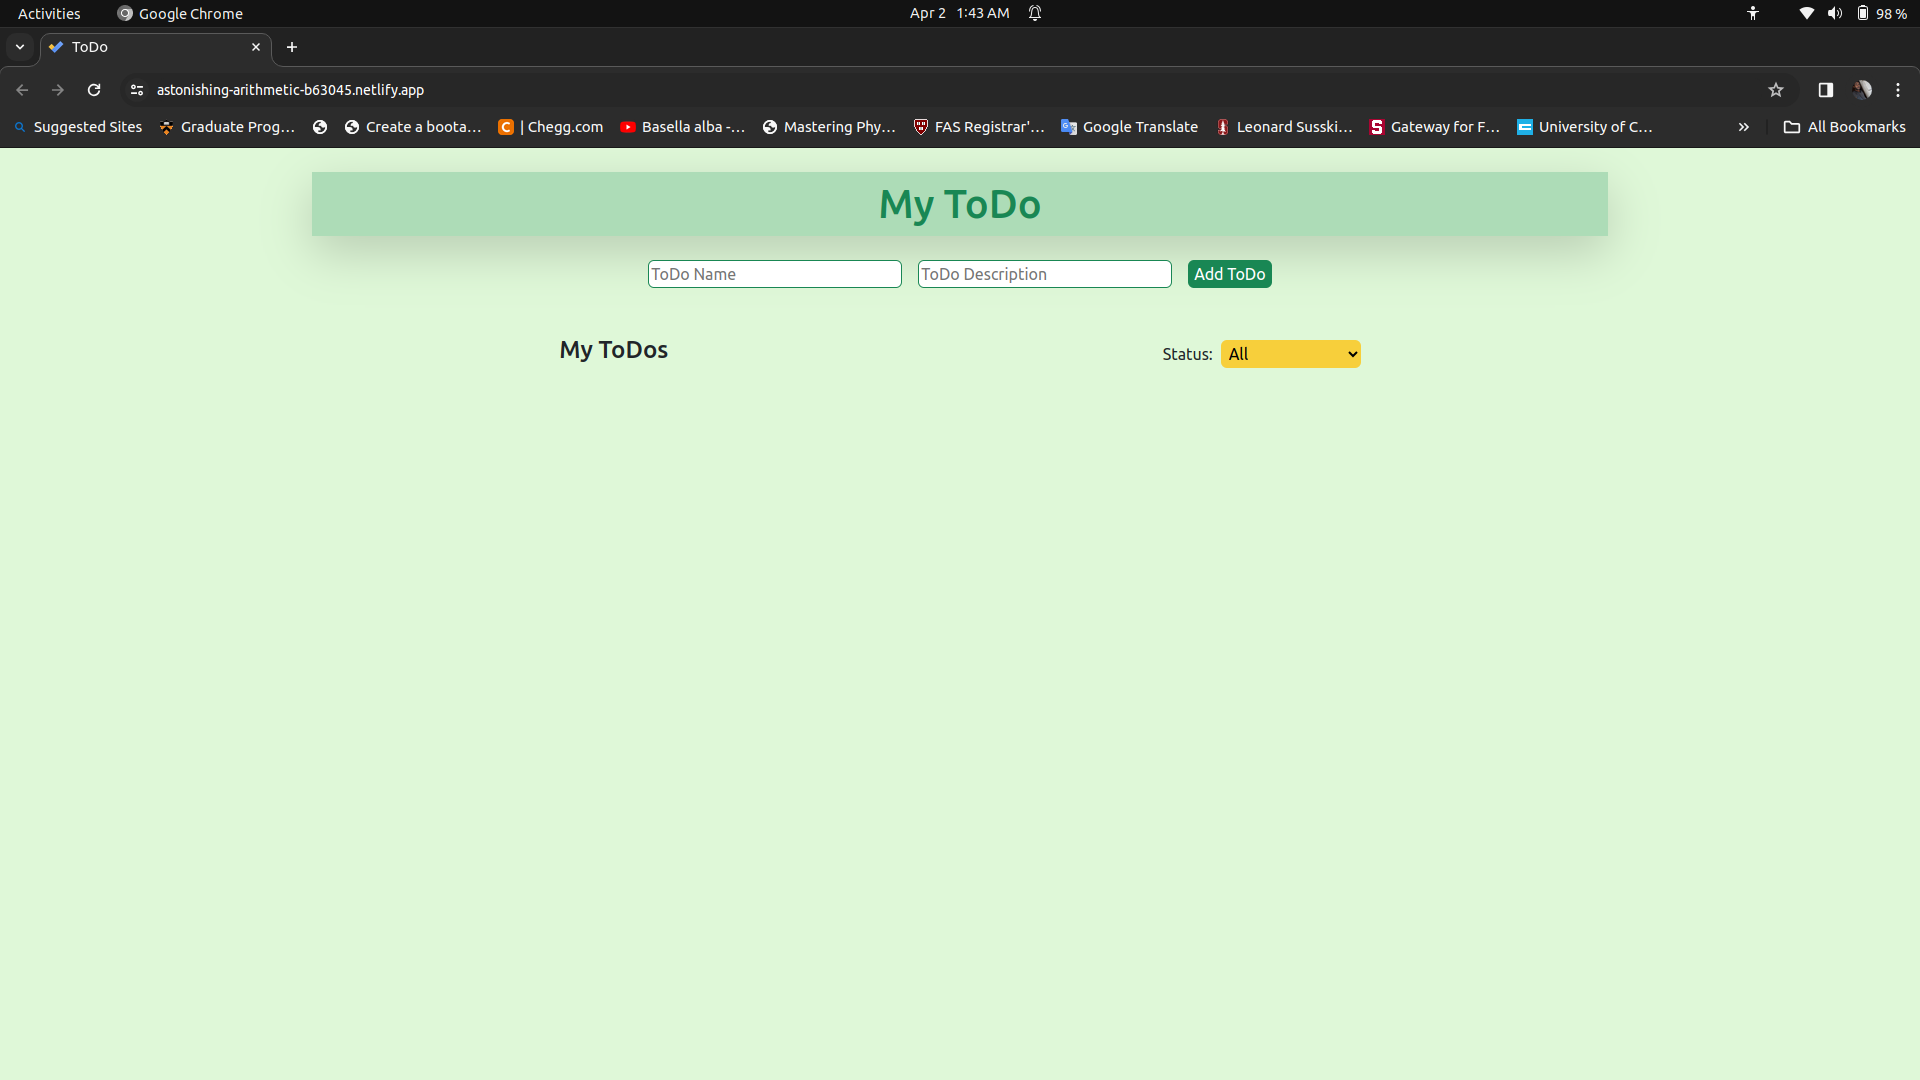 Activities Google Chrome Apr 2 1:43 AM 98 %
ToDo
astonishing-arithmetic-b63045.netlify.app
Suggested Sites Graduate Prog… Create a boota… | Chegg.com Basella alba -… Mastering Phy… FAS Registrar'… Google Translate Leonard Susski… Gateway for F… University of C… » All Bookmarks
My ToDo
ToDo Name ToDo Description Add ToDo
My ToDos Status: All